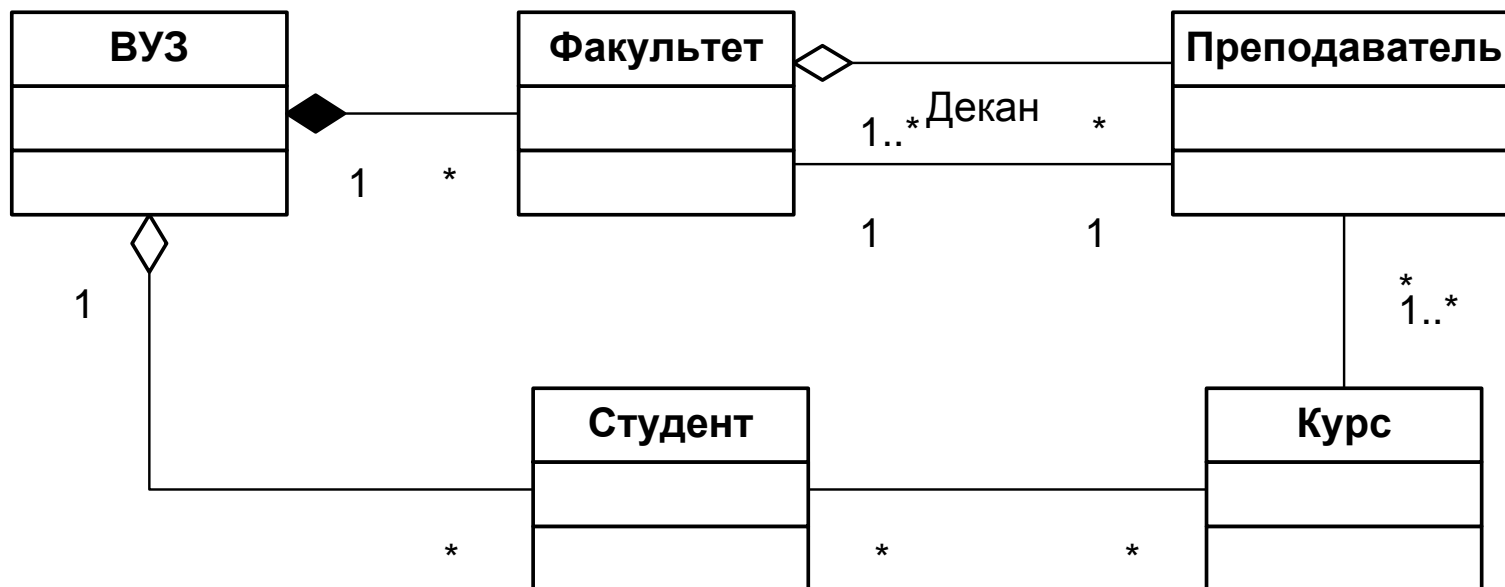 ВУЗ
Факультет
Преподаватель
1..*
Декан
*
1
*
1
1
1
*
1..*
Студент
Курс
*
*
*